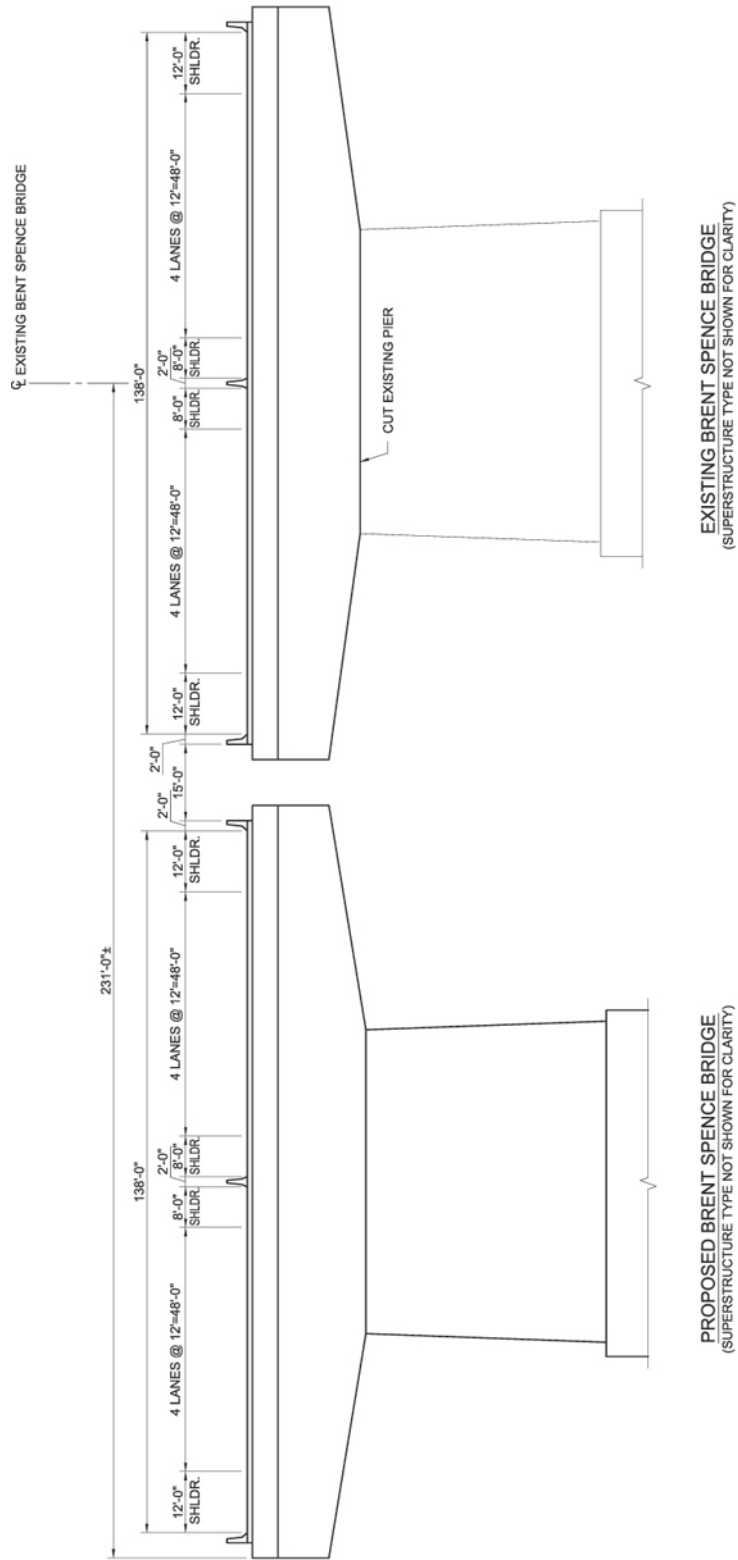 ℄ EXISTING BENT SPENCE BRIDGE
231'-0"±
138'-0"
138'-0"
12'-0"
SHLDR.
4 LANES @ 12'=48'-0"
8'-0"
SHLDR.
2'-0"
8'-0"
SHLDR.
4 LANES @ 12'=48'-0"
12'-0"
SHLDR.
2'-0"
15'-0"
2'-0"
12'-0"
SHLDR.
4 LANES @ 12'=48'-0"
8'-0"
SHLDR.
2'-0"
8'-0"
SHLDR.
4 LANES @ 12'=48'-0"
12'-0"
SHLDR.
CUT EXISTING PIER
PROPOSED BRENT SPENCE BRIDGE
(SUPERSTRUCTURE TYPE NOT SHOWN FOR CLARITY)
EXISTING BRENT SPENCE BRIDGE
(SUPERSTRUCTURE TYPE NOT SHOWN FOR CLARITY)